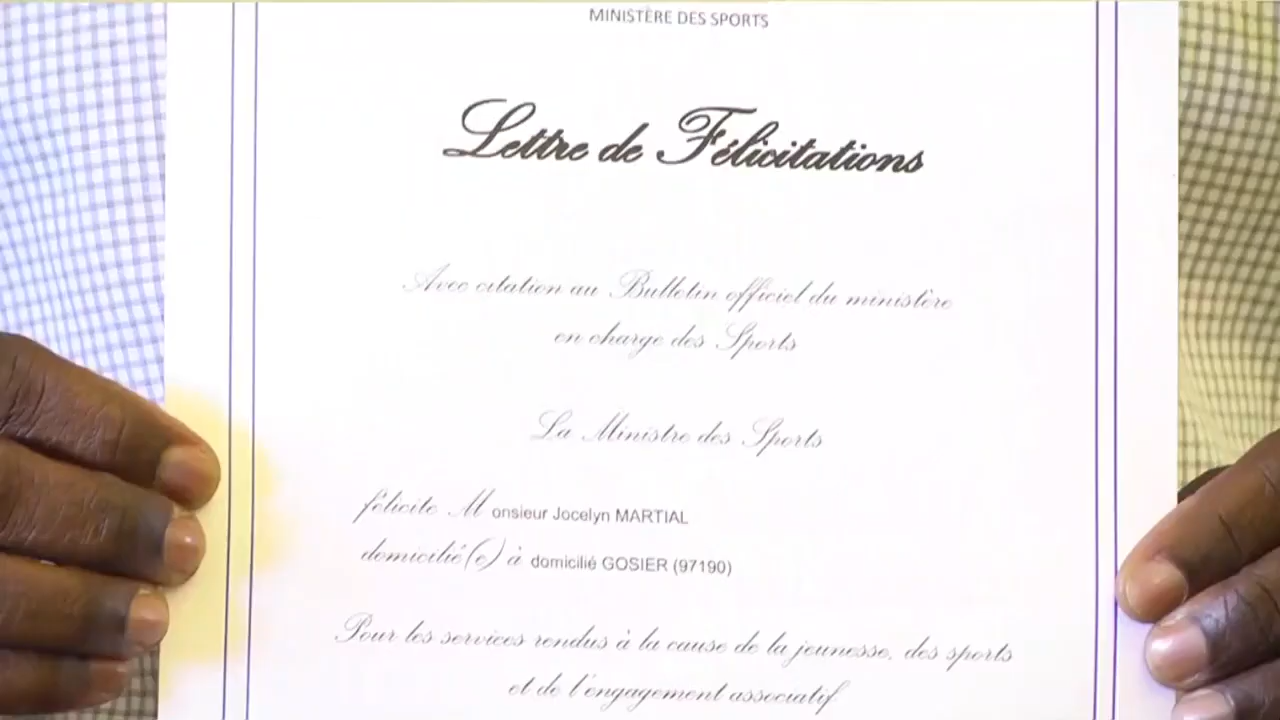 MINISTÈRE DES SPORTS
Lettre de Félicitations
Avec citation au Bulletin officiel du ministère
en charge des Sports
La Ministre des Sports
félicite M onsieur Jocelyn MARTIAL
domicilié(e) à domicilié GOSIER (97190)
Pour les services rendus à la cause de la jeunesse, des sports
et de l'engagement associatif